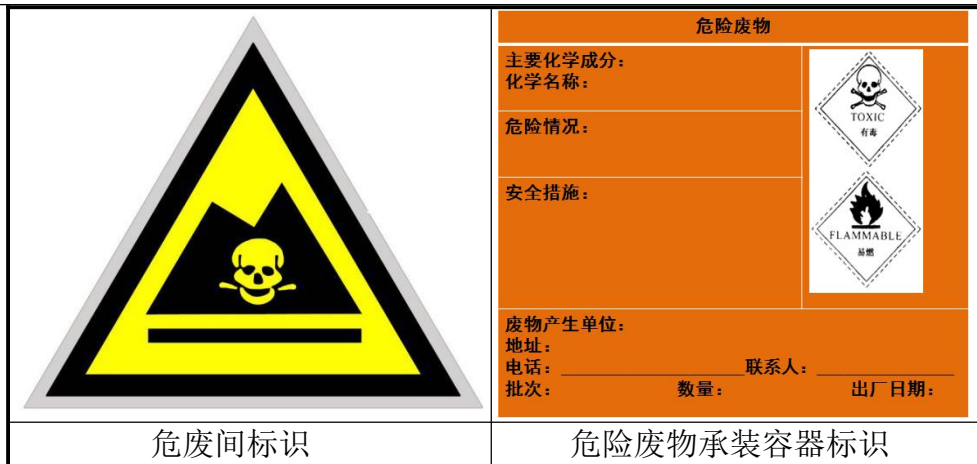 危险废物
主要化学成分：
化学名称：
TOXIC
有毒
危险情况：
安全措施：
FLAMMABLE
易燃
废物产生单位：
地址：
电话：　　　　联系人：
批次：　　　　数量：　　　　出厂日期：
危废间标识　　　　危险废物承装容器标识